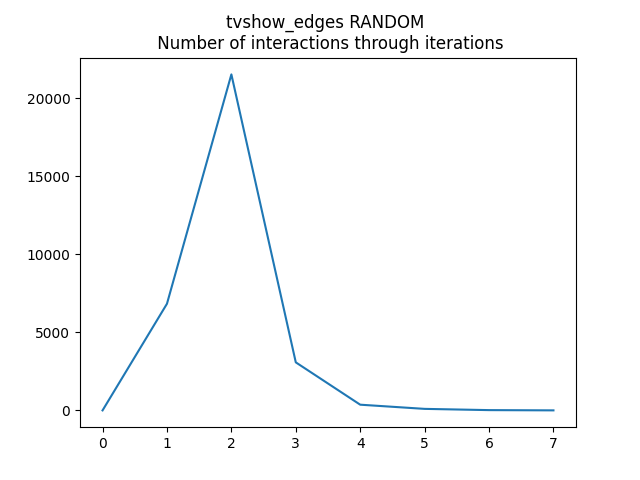 tvshow_edges RANDOM
Number of interactions through iterations
20000
15000
10000
5000
0
0 1 2 3 4 5 6 7